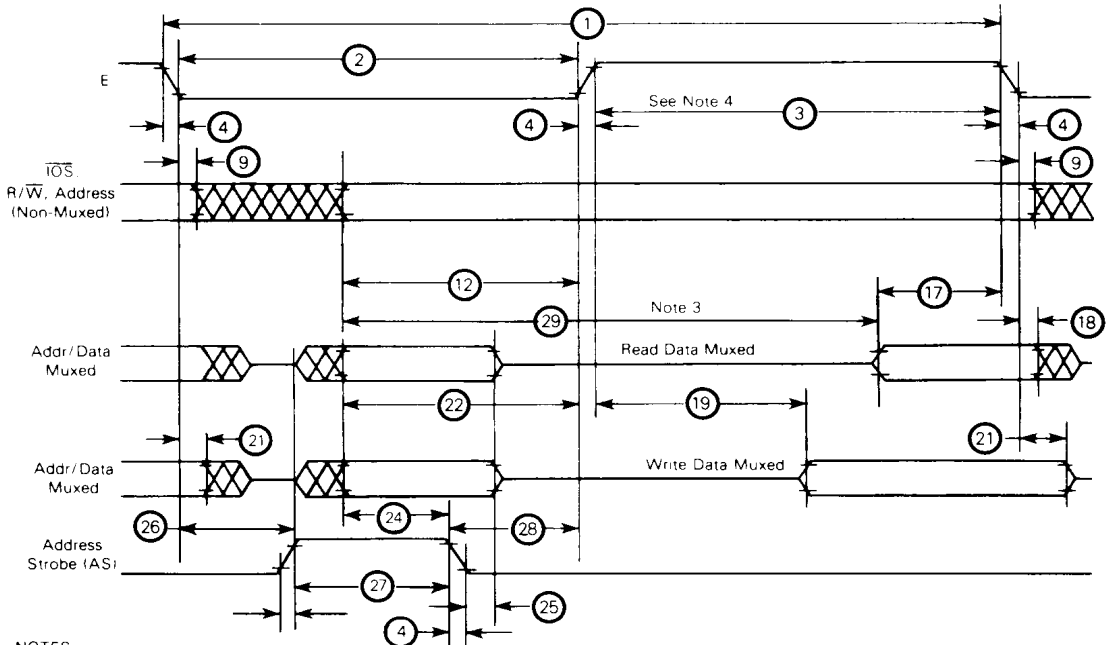 1
2
E
See Note 4
3
4
4
4
9
9
IOS,
R/W, Address
(Non-Muxed)
12
17
Note 3
29
18
Addr/Data
Muxed
Read Data Muxed
22
19
21
21
Addr/Data
Muxed
Write Data Muxed
26
24
28
Address
Strobe (AS)
27
25
4
NOTES